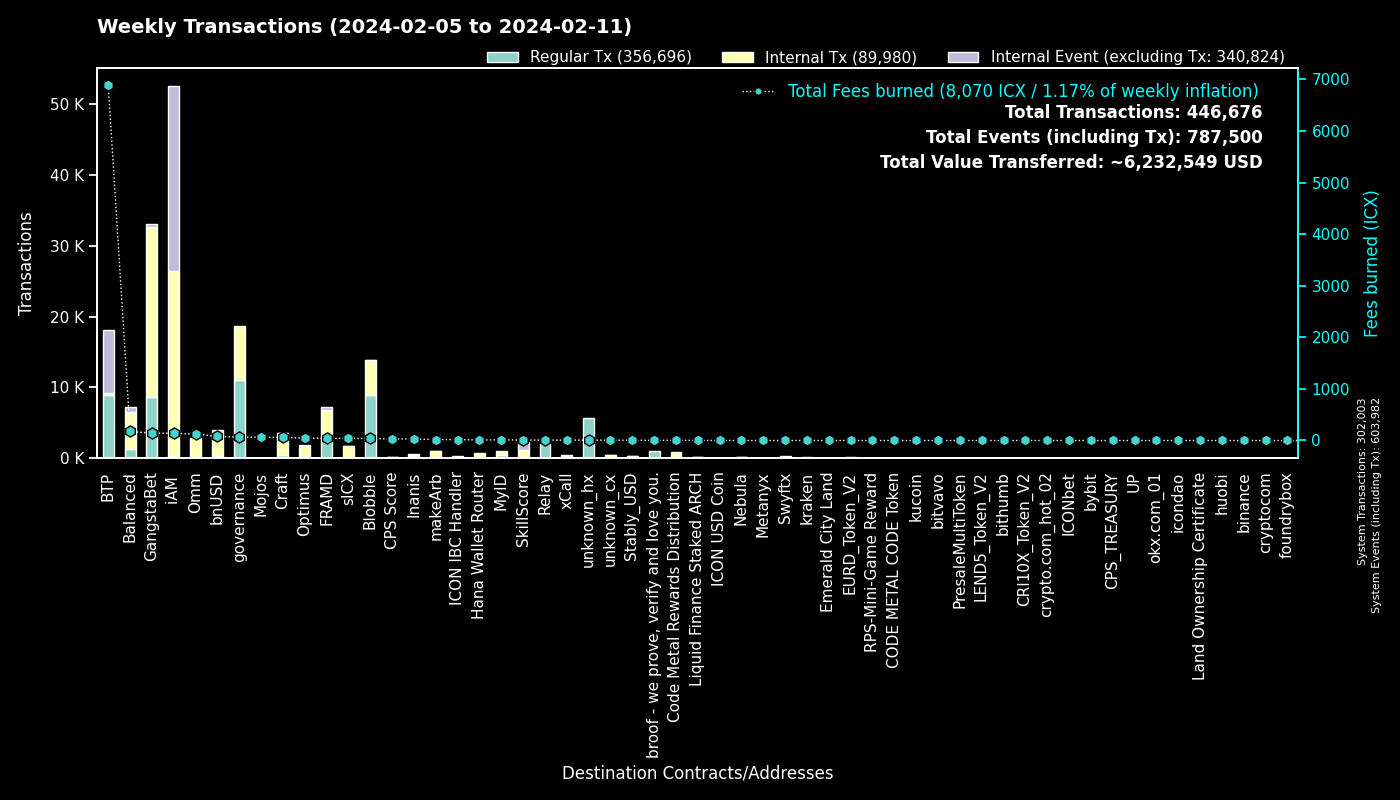 Weekly Transactions (2024-02-05 to 2024-02-11)
Regular Tx (356,696)
Internal Tx (89,980)
Internal Event (excluding Tx: 340,824)
Total Fees burned (8,070 ICX / 1.17% of weekly inflation)
Total Transactions: 446,676
Total Events (including Tx): 787,500
Total Value Transferred: ~6,232,549 USD
Transactions
50 K
40 K
30 K
20 K
10 K
0 K
7000
6000
5000
4000
3000
2000
1000
0
Fees burned (ICX)
System Transactions: 302,003
System Events (including Tx): 603,982
BTP
Balanced
GangstaBet
iAM
Omm
bnUSD
governance
Mojos
Craft
Optimus
FRAMD
sICX
Blobble
CPS Score
Inanis
makeArb
ICON IBC Handler
Hana Wallet Router
MyID
SkillScore
Relay
xCall
unknown_hx
unknown_cx
Stably_USD
broof - we prove, verify and love you.
Code Metal Rewards Distribution
Liquid Finance Staked ARCH
ICON USD Coin
Nebula
Metanyx
Swyftx
kraken
Emerald City Land
EURD_Token_V2
RPS-Mini-Game Reward
CODE METAL CODE Token
kucoin
bitvavo
PresaleMultiToken
LEND5_Token_V2
bithumb
CRI10X_Token_V2
crypto.com_hot_02
ICONbet
bybit
CPS_TREASURY
UP
okx.com_01
icondao
Land Ownership Certificate
huobi
binance
cryptocom
foundrybox
Destination Contracts/Addresses